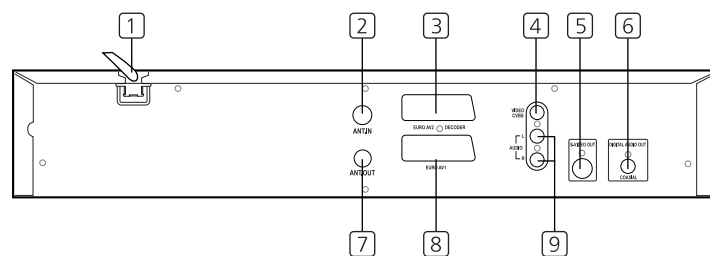 1 2 3 4 5 6
VÍDEO
CVBS
ANT.IN
EURO AV2 DECODER
L
AUDIO
R
S-VIDEO OUT
DIGITAL AUDIO OUT
ANT.OUT
EURO AV1
COAXIAL
7 8 9